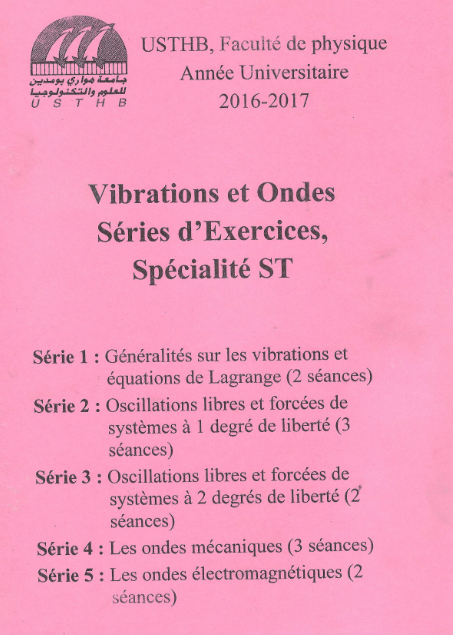 USTHB, Faculté de physique
Année Universitaire
2016-2017
جامعة هواري بومدين
للعلوم والتكنولوجيا
U S T H B
Vibrations et Ondes
Séries d'Exercices,
Spécialité ST
Série 1 : Généralités sur les vibrations et
équations de Lagrange (2 séances)
Série 2 : Oscillations libres et forcées de
systèmes à 1 degré de liberté (3
séances)
Série 3 : Oscillations libres et forcées de
systèmes à 2 degrés de liberté (2
séances)
Série 4 : Les ondes mécaniques (3 séances)
Série 5 : Les ondes électromagnétiques (2
séances)